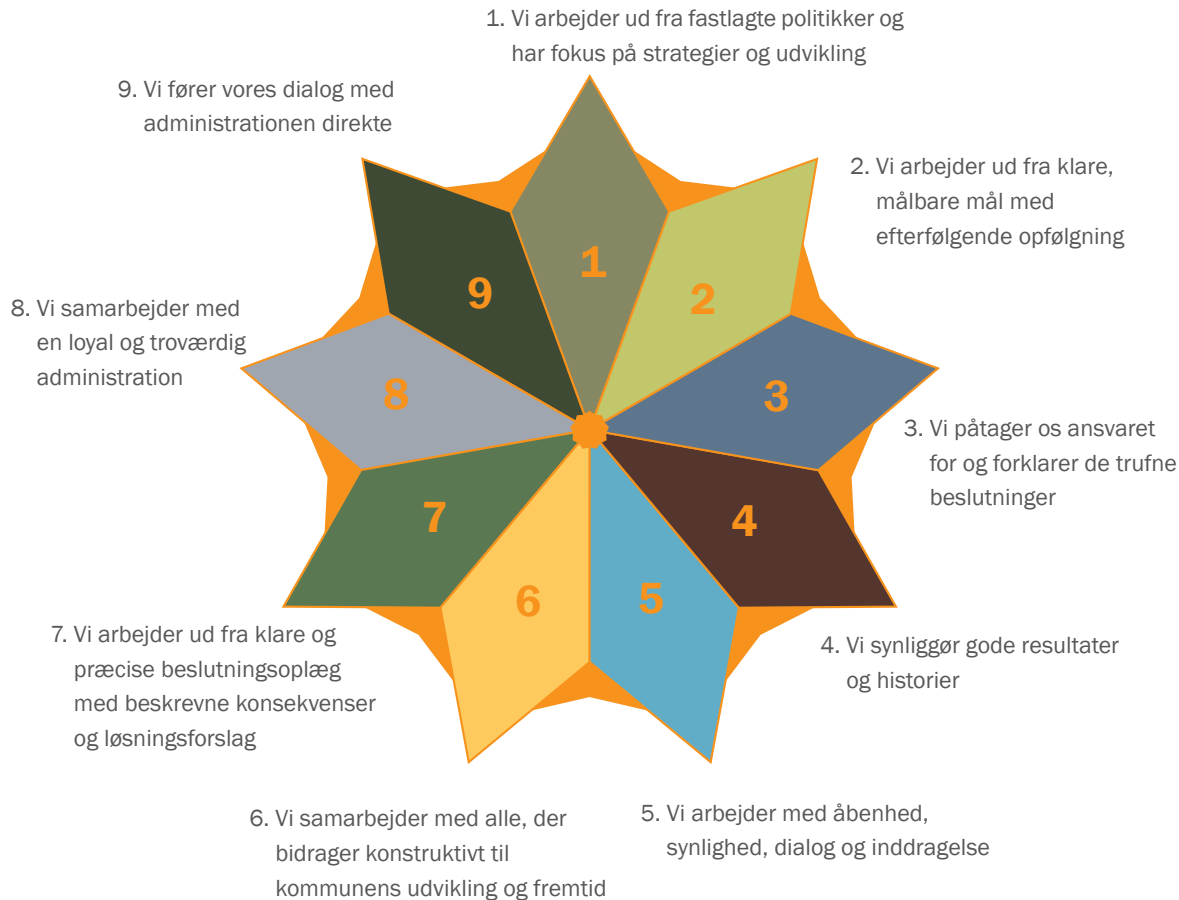 1. Vi arbejder ud fra fastlagte politikker og
har fokus på strategier og udvikling
2. Vi arbejder ud fra klare,
målbare mål med
efterfølgende opfølgning
3. Vi påtager os ansvaret
for og forklarer de trufne
beslutninger
4. Vi synliggør gode resultater
og historier
5. Vi arbejder med åbenhed,
synlighed, dialog og inddragelse
6. Vi samarbejder med alle, der
bidrager konstruktivt til
kommunens udvikling og fremtid
7. Vi arbejder ud fra klare og
præcise beslutningsoplæg
med beskrevne konsekvenser
og løsningsforslag
8. Vi samarbejder med
en loyal og troværdig
administration
9. Vi fører vores dialog med
administrationen direkte
1
2
3
4
5
6
7
8
9